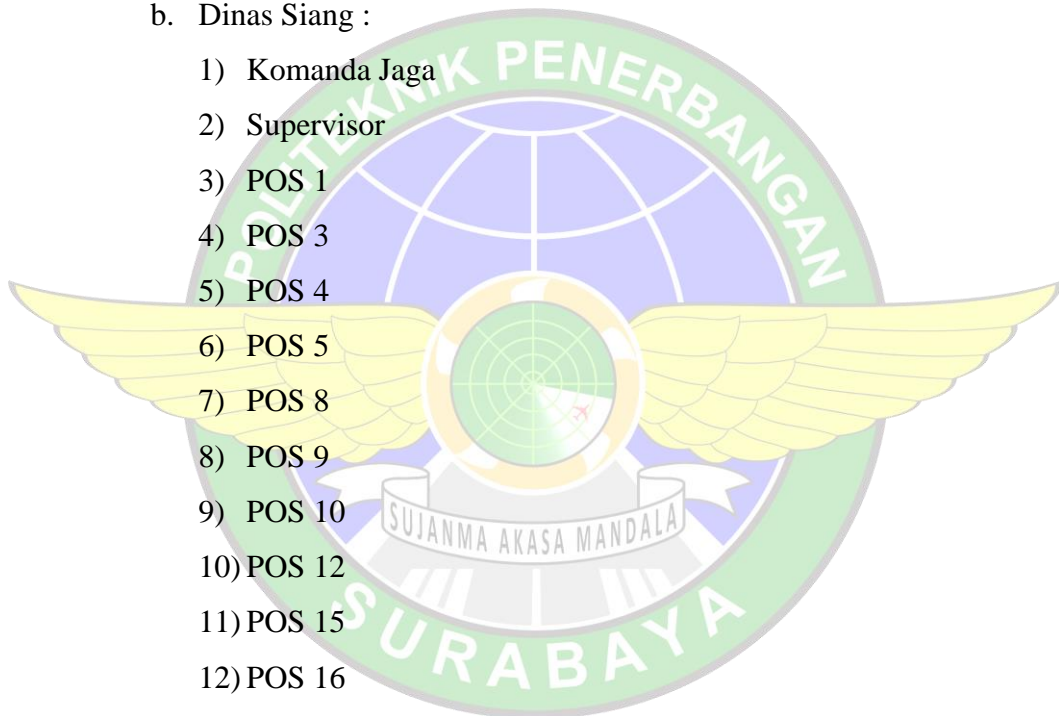 b. Dinas Siang :
1) Komanda Jaga
2) Supervisor
3) POS 1
4) POS 3
5) POS 4
6) POS 5
7) POS 8
8) POS 9
9) POS 10
10) POS 12
11) POS 15
12) POS 16
POLITEKNIK PENERBANGAN
SUJANMA AKASA MANDALA
SURABAYA